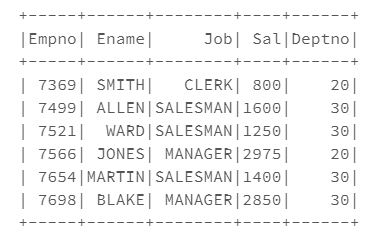 +-----+------+--------+----+------+
|Empno| Ename|     Job| Sal|Deptno|
+-----+------+--------+----+------+
| 7369| SMITH|   CLERK| 800|    20|
| 7499| ALLEN|SALESMAN|1600|    30|
| 7521|  WARD|SALESMAN|1250|    30|
| 7566| JONES| MANAGER|2975|    20|
| 7654|MARTIN|SALESMAN|1400|    30|
| 7698| BLAKE| MANAGER|2850|    30|
+-----+------+--------+----+------+